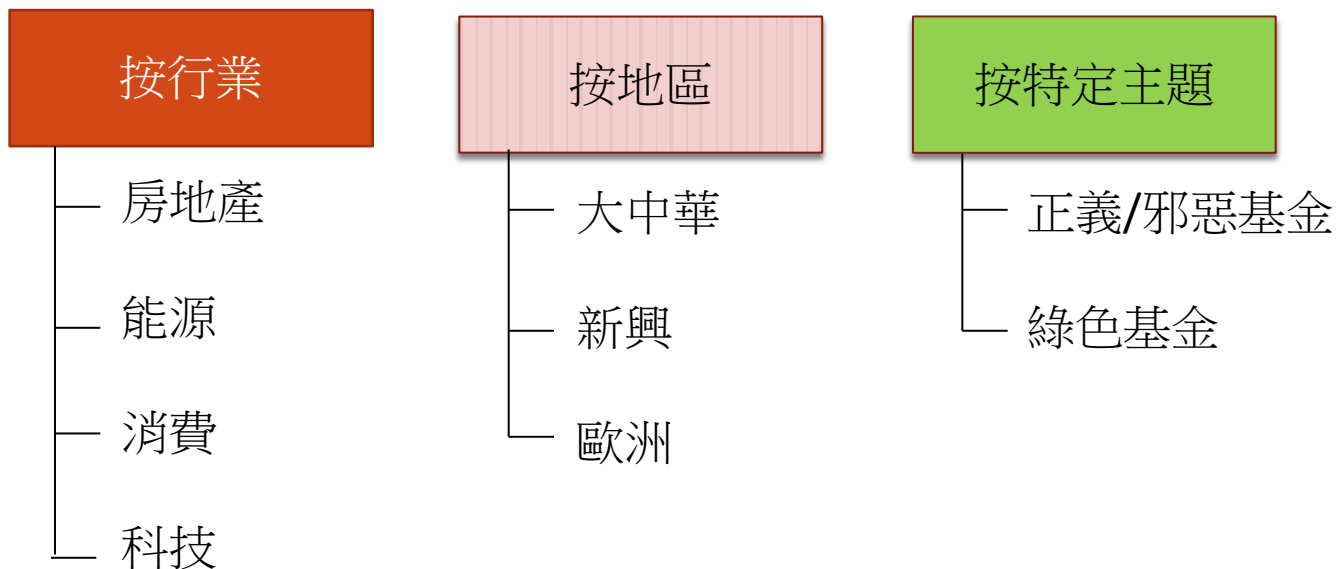 按行業
房地產
能源
消費
科技
按地區
大中華
新興
歐洲
按特定主題
正義/邪惡基金
綠色基金